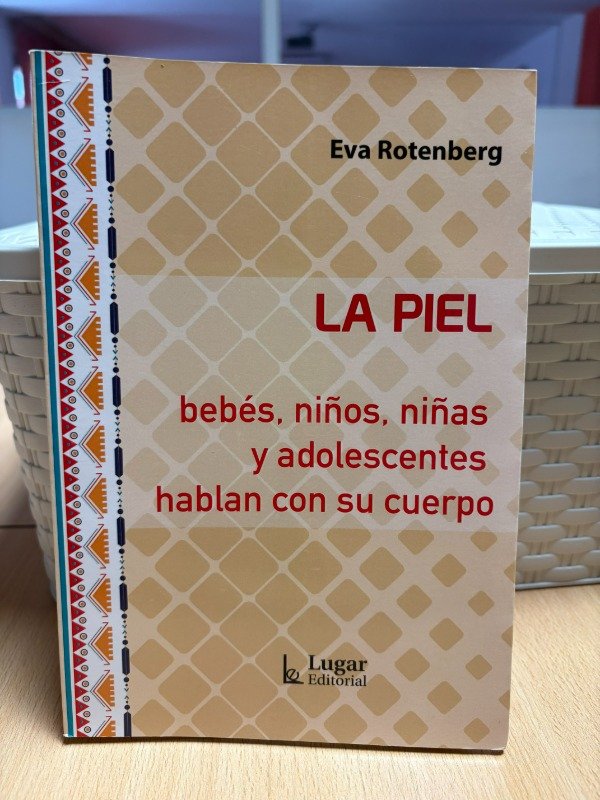 Eva Rotenberg
LA PIEL
bebés, niños, niñas
y adolescentes
hablan con su cuerpo
Lugar
Editorial